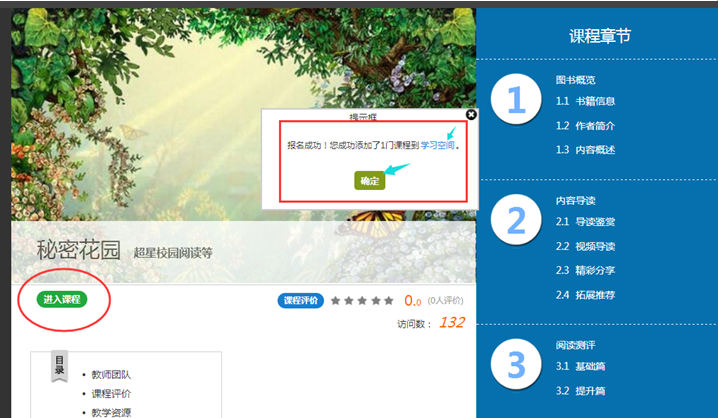 课程章节
提示框
报名成功！您成功添加了1门课程到 学习空间 。
确定
秘密花园 超星校园阅读等
进入课程
课程评价 0.0 (0人评价)
访问数： 132
目录
• 教师团队
• 课程评价
• 教学资源
1
图书概览
1.1 书籍信息
1.2 作者简介
1.3 内容概述
2
内容导读
2.1 导读鉴赏
2.2 视频导读
2.3 精彩分享
2.4 拓展推荐
3
阅读测评
3.1 基础篇
3.2 提升篇